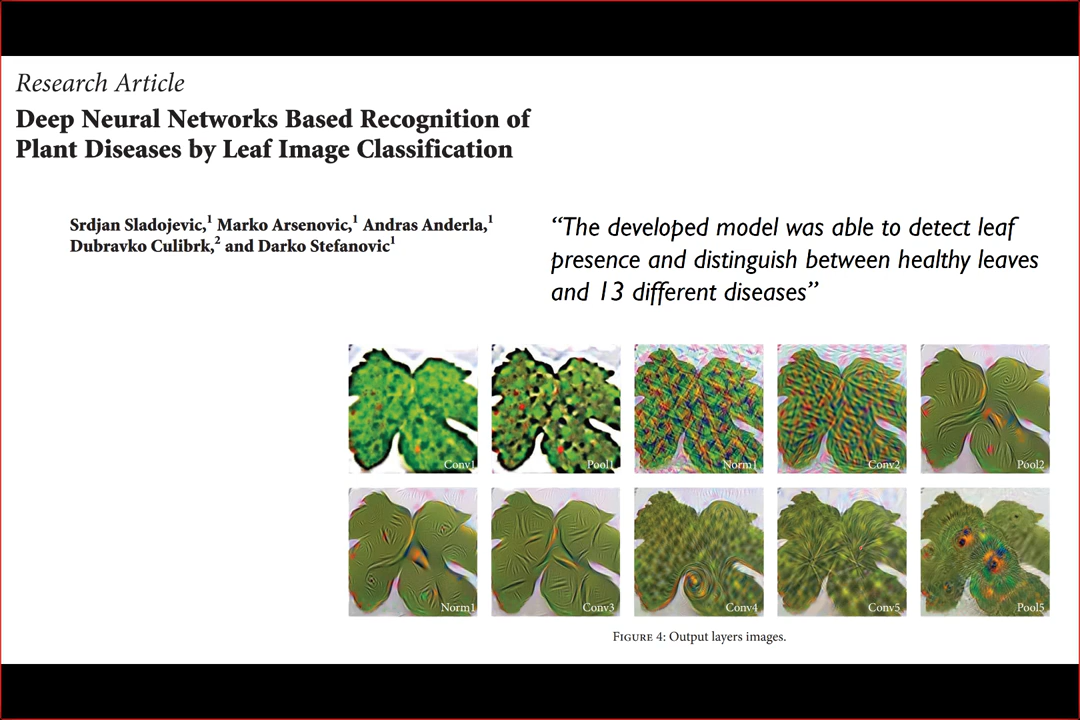 Research Article
Deep Neural Networks Based Recognition of
Plant Diseases by Leaf Image Classification
Srdjan Sladojevic,¹ Marko Arsenovic,¹ Andras Anderla,¹
Dubravko Culibrk,² and Darko Stefanovic¹
“The developed model was able to detect leaf
presence and distinguish between healthy leaves
and 13 different diseases”
Conv1
Pool1
Norm1
Conv2
Pool2
Norm1
Conv3
Conv4
Conv5
Pool5
FIGURE 4: Output layers images.